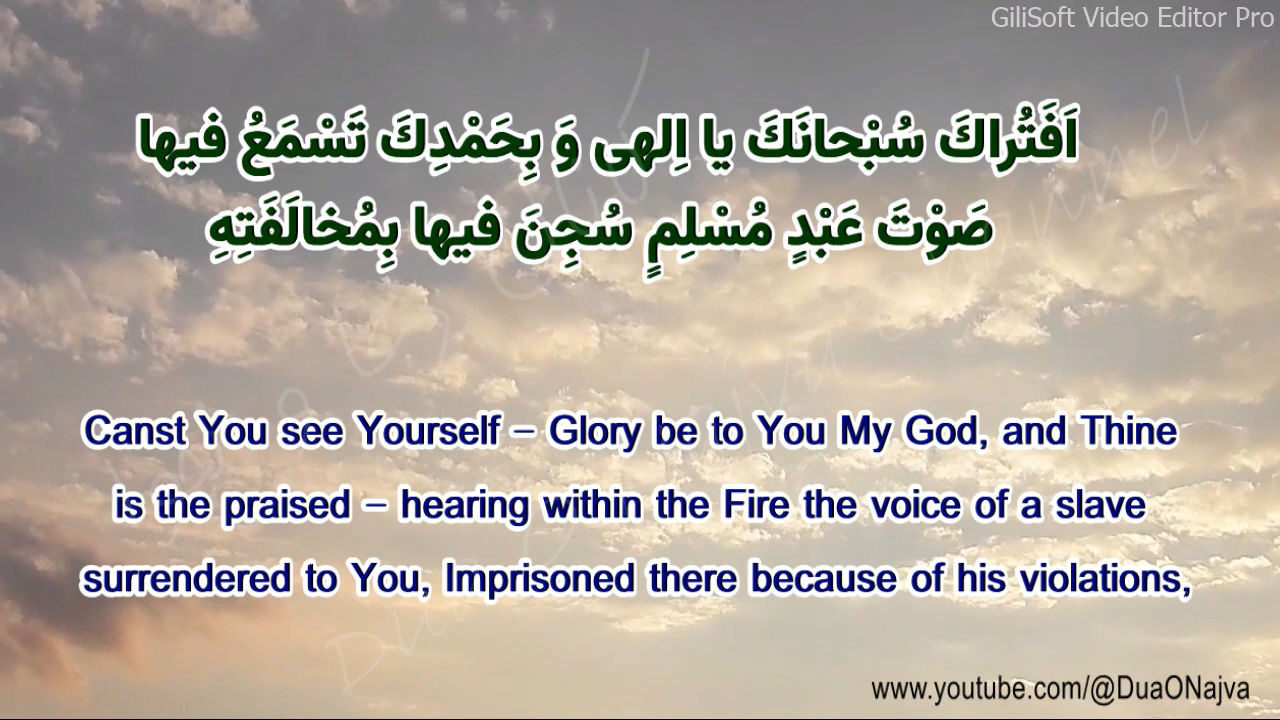 GiliSoft Video Editor Pro
اَفَتُراكَ سُبْحانَكَ يا اِلهى وَ بِحَمْدِكَ تَسْمَعُ فيها
صَوْتَ عَبْدٍ مُسْلِمٍ سُجِنَ فيها بِمُخالَفَتِهِ
Canst You see Yourself – Glory be to You My God, and Thine
is the praised – hearing within the Fire the voice of a slave
surrendered to You, Imprisoned there because of his violations,
www.youtube.com/@DuaONajva